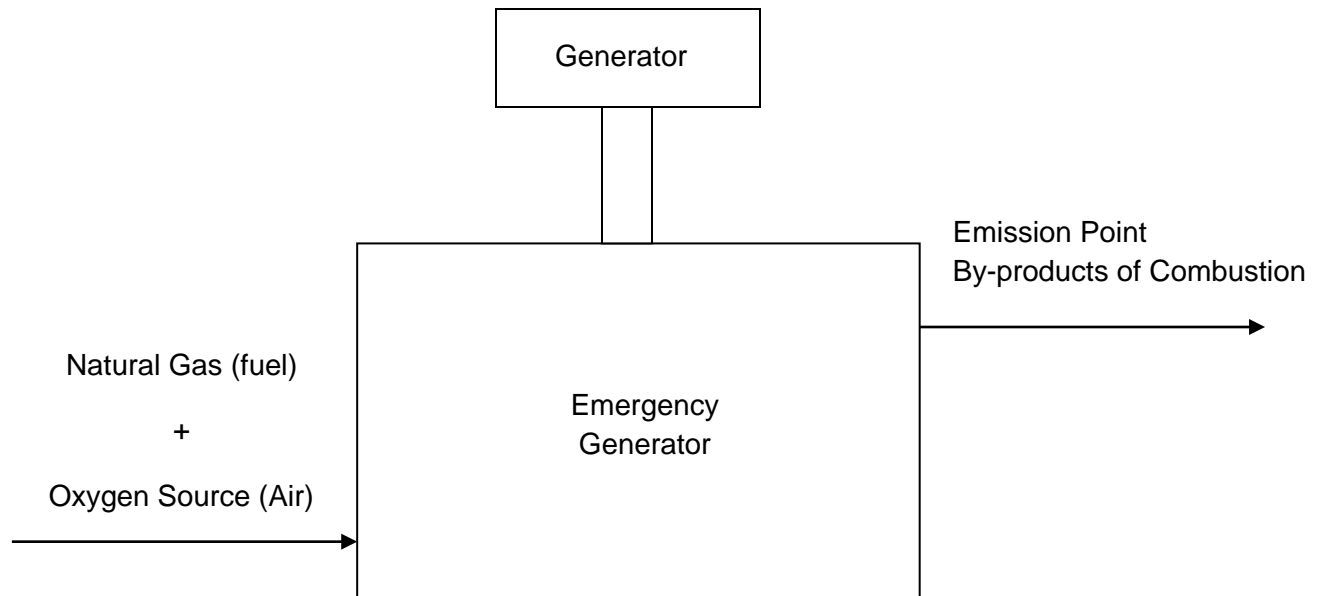 Generator
Emission Point
By-products of Combustion
Natural Gas (fuel)
+
Oxygen Source (Air)
Emergency
Generator